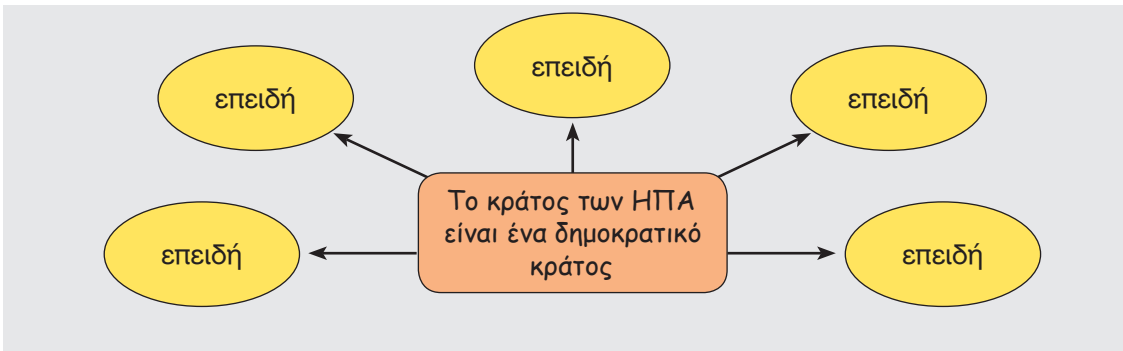 επειδή
επειδή
επειδή
Το κράτος των ΗΠΑ
είναι ένα δημοκρατικό
κράτος
επειδή
επειδή